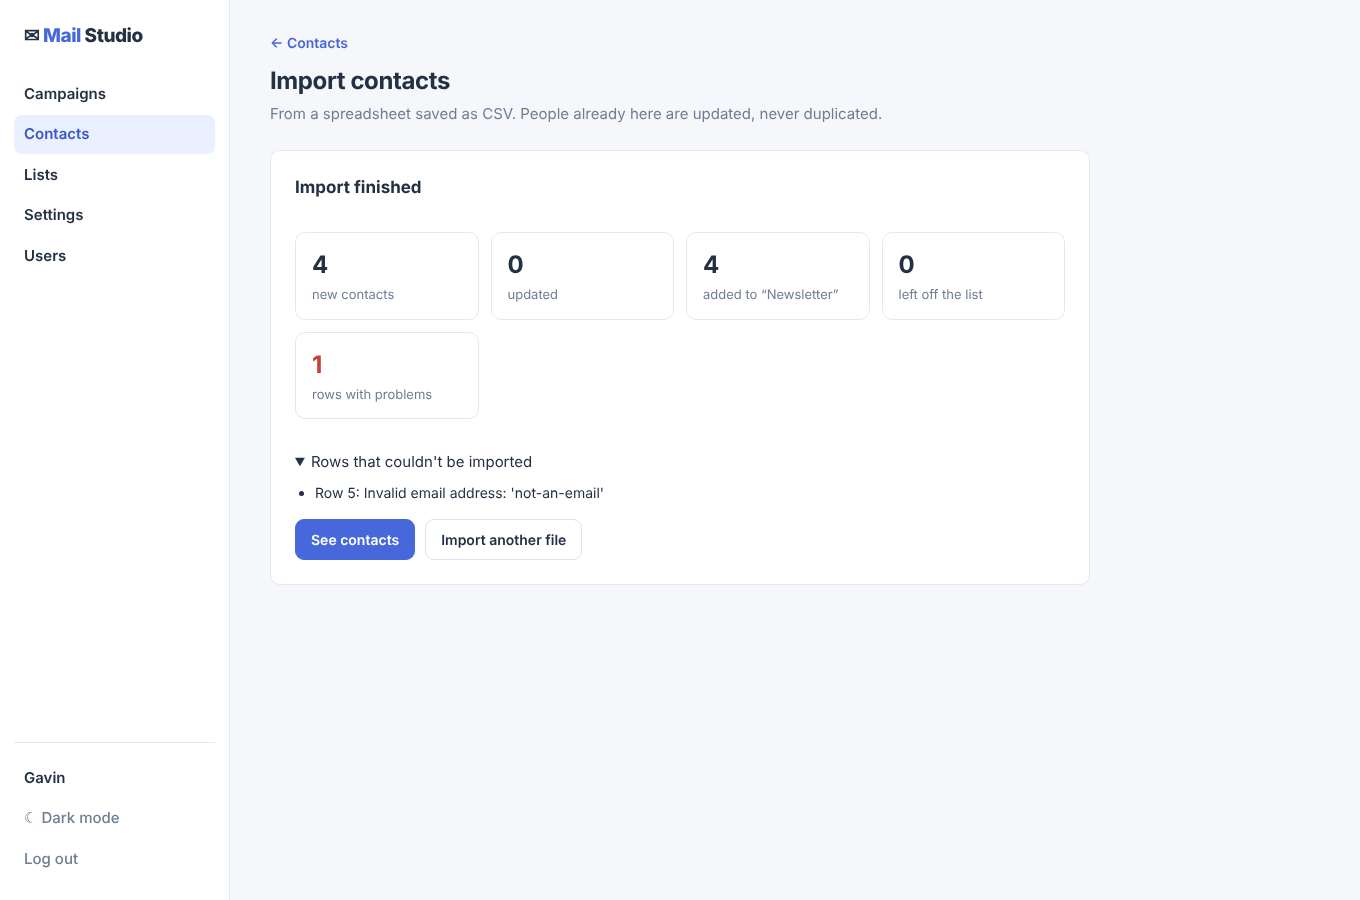 ✉ Mail Studio
Campaigns
Contacts
Lists
Settings
Users
Gavin
☾ Dark mode
Log out
← Contacts
Import contacts
From a spreadsheet saved as CSV. People already here are updated, never duplicated.
Import finished
4
new contacts
0
updated
4
added to “Newsletter”
0
left off the list
1
rows with problems
▼ Rows that couldn't be imported
• Row 5: Invalid email address: 'not-an-email'
See contacts
Import another file